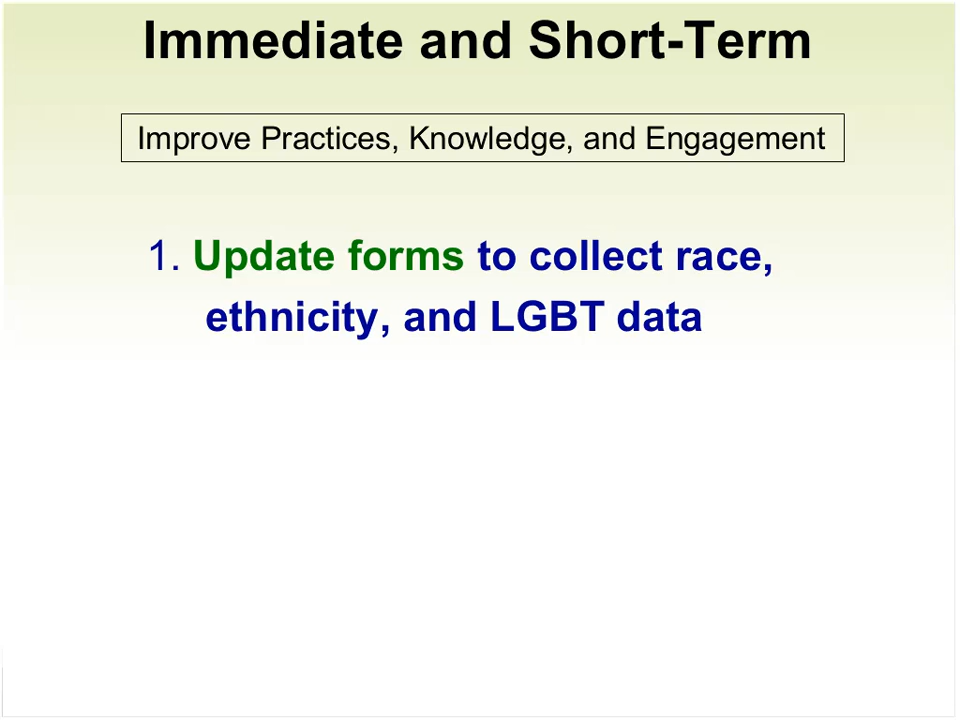 Immediate and Short-Term
Improve Practices, Knowledge, and Engagement
1. Update forms to collect race,
ethnicity, and LGBT data